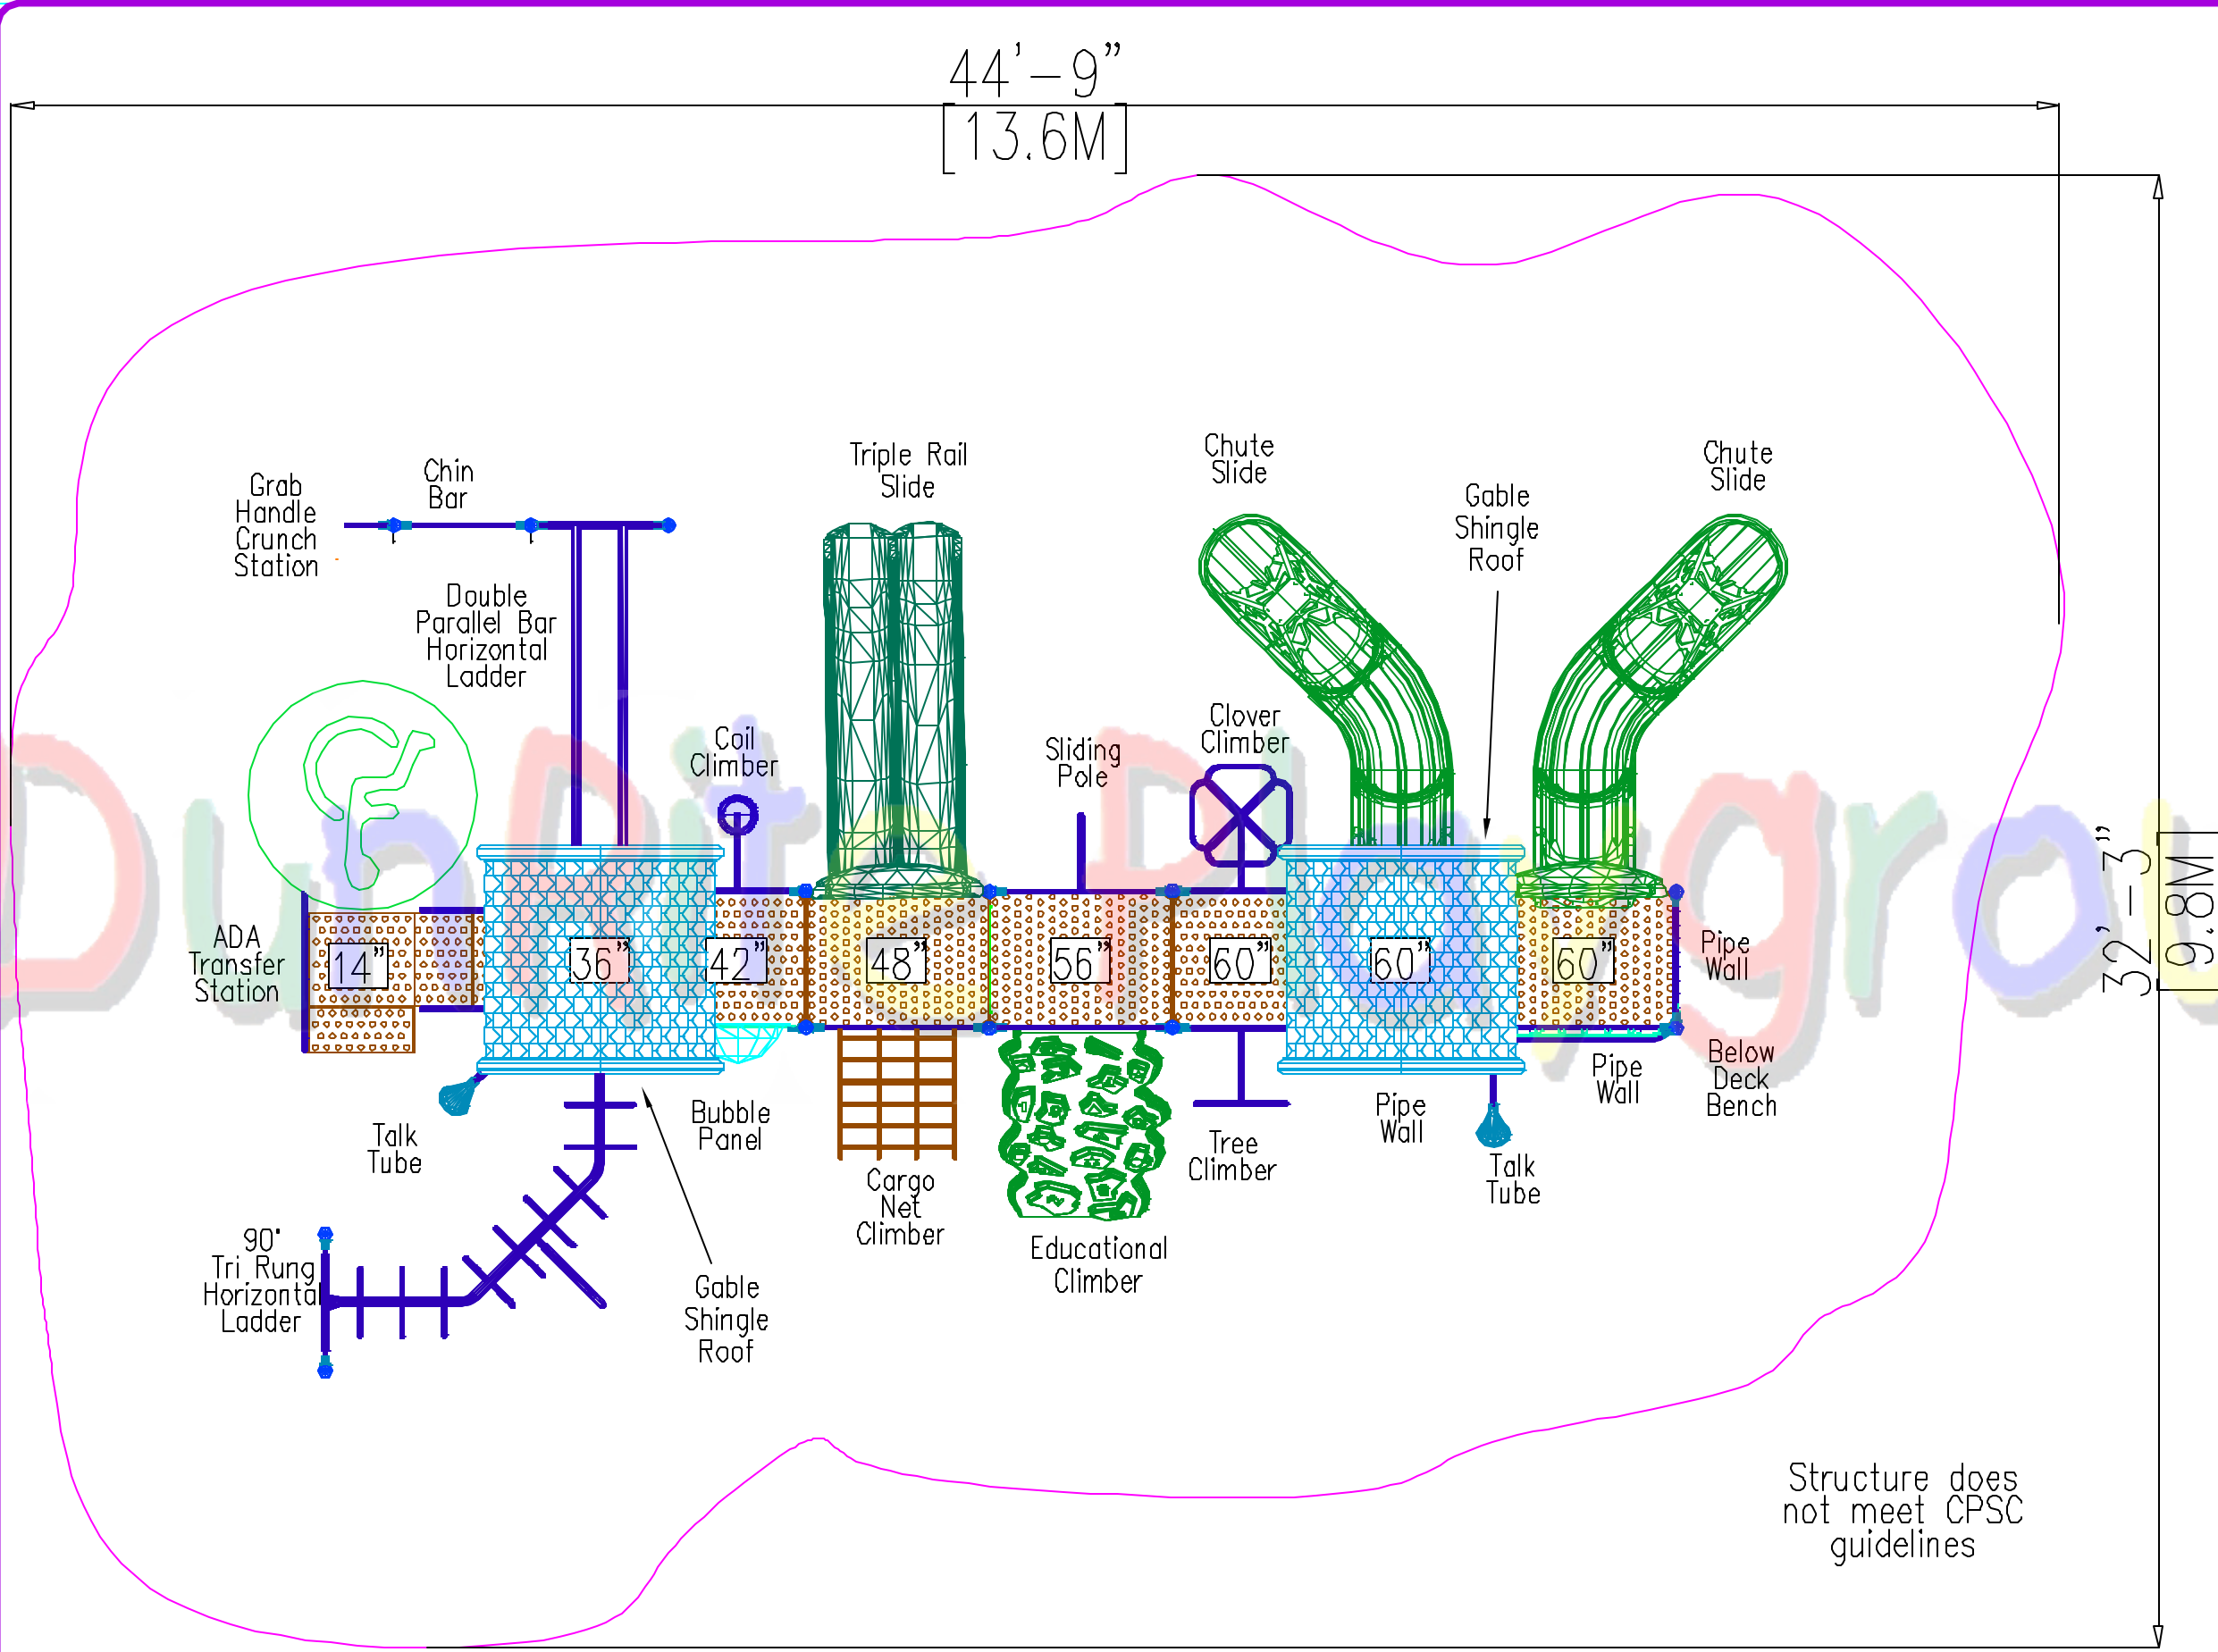 44'-9"
[13.6M]
Chute
Slide
Chute
Slide
Triple Rail
Slide
Chin
Bar
Grab
Handle
Crunch
Station
Gable
Shingle
Roof
Double
Parallel Bar
Horizontal
Ladder
Coil
Climber
Sliding
Pole
Clover
Climber
DunRite Playgrou
32'-3"
[9.8M]
ADA
Transfer
Station
14"
36"
42"
48"
56"
60"
60"
60"
Pipe
Wall
Pipe
Wall
Below
Deck
Bench
Talk
Tube
Bubble
Panel
Cargo
Net
Climber
Educational
Climber
Tree
Climber
Pipe
Wall
Talk
Tube
90°
Tri Rung
Horizontal
Ladder
Gable
Shingle
Roof
Structure does
not meet CPSC
guidelines